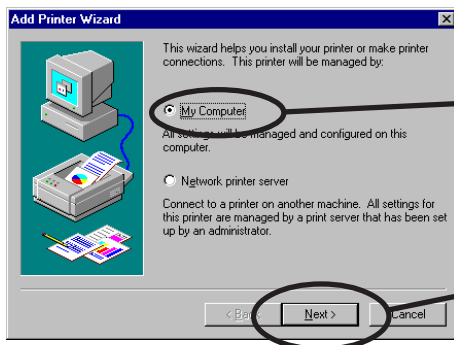 Add Printer Wizard
This wizard helps you install your printer or make printer
connections. This printer will be managed by:
My Computer
All settings will be managed and configured on this
computer.
Network printer server
Connect to a printer on another machine. All settings for
this printer are managed by a print server that has been set
up by an administrator.
< Back
Next >
Cancel